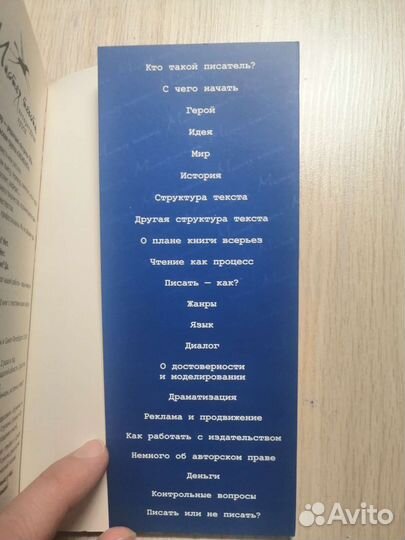 Кто такой писатель?
С чего начать
Герой
Идея
Мир
История
Структура текста
Другая структура текста
О плане книги всерьез
Чтение как процесс
Писать — как?
Жанры
Язык
Диалог
О достоверности
и моделировании
Драматизация
Реклама и продвижение
Как работать с издательством
Немного об авторском праве
Деньги
Контрольные вопросы
Писать или не писать?
Avito